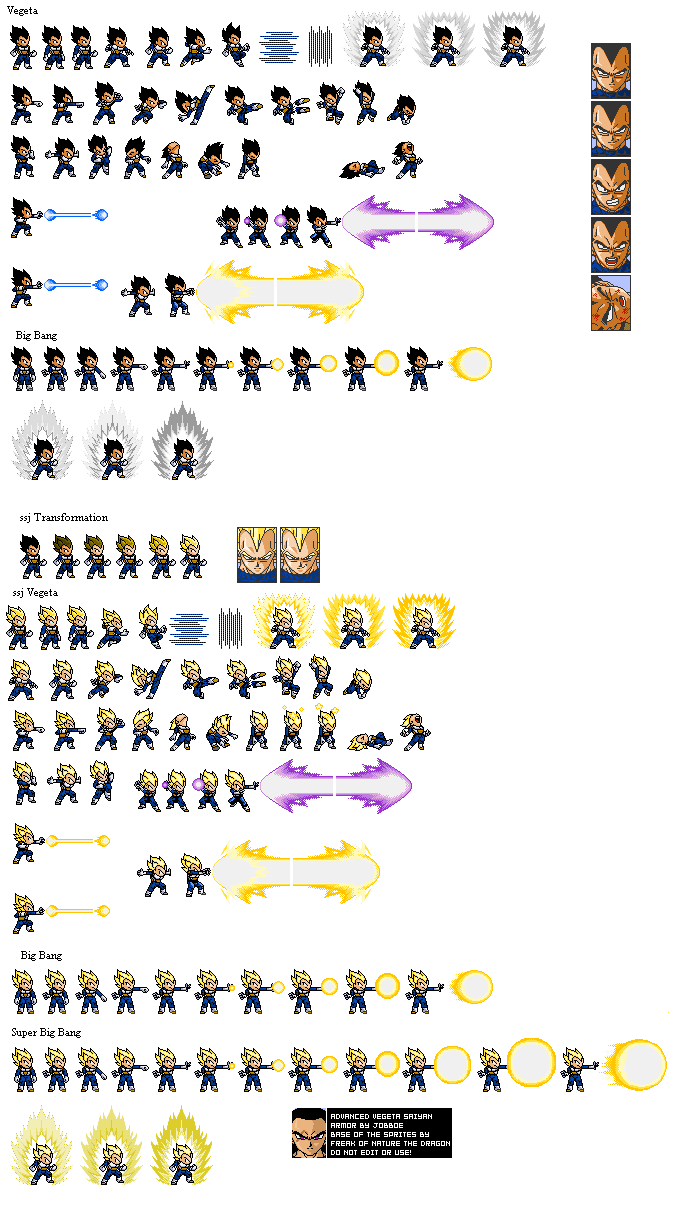 Vegeta
Big Bang
ssj Transformation
ssj Vegeta
Big Bang
Super Big Bang
ADVANCED VEGETA SAIYAN
ARMOR BY JOBBOE
BASE OF THE SPRITES BY
FREAK OF NATURE THE DRAGON
DO NOT EDIT OR USE!